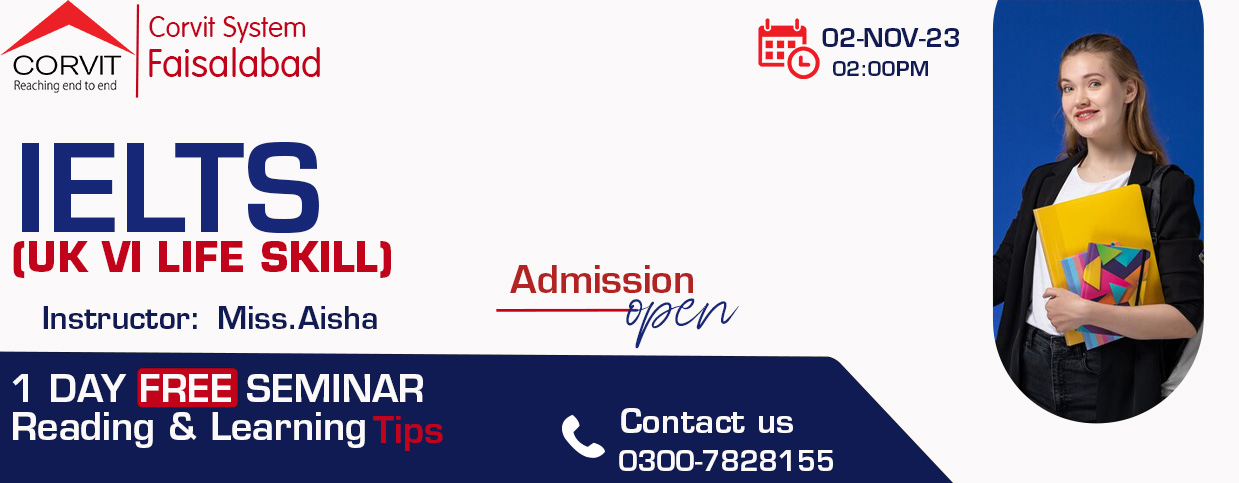 CORVIT
Reaching end to end
Corvit System
Faisalabad
02-NOV-23
02:00PM
IELTS
(UK VI LIFE SKILL)
Instructor: Miss.Aisha
Admission
open
1 DAY FREE SEMINAR
Reading & Learning Tips
Contact us
0300-7828155